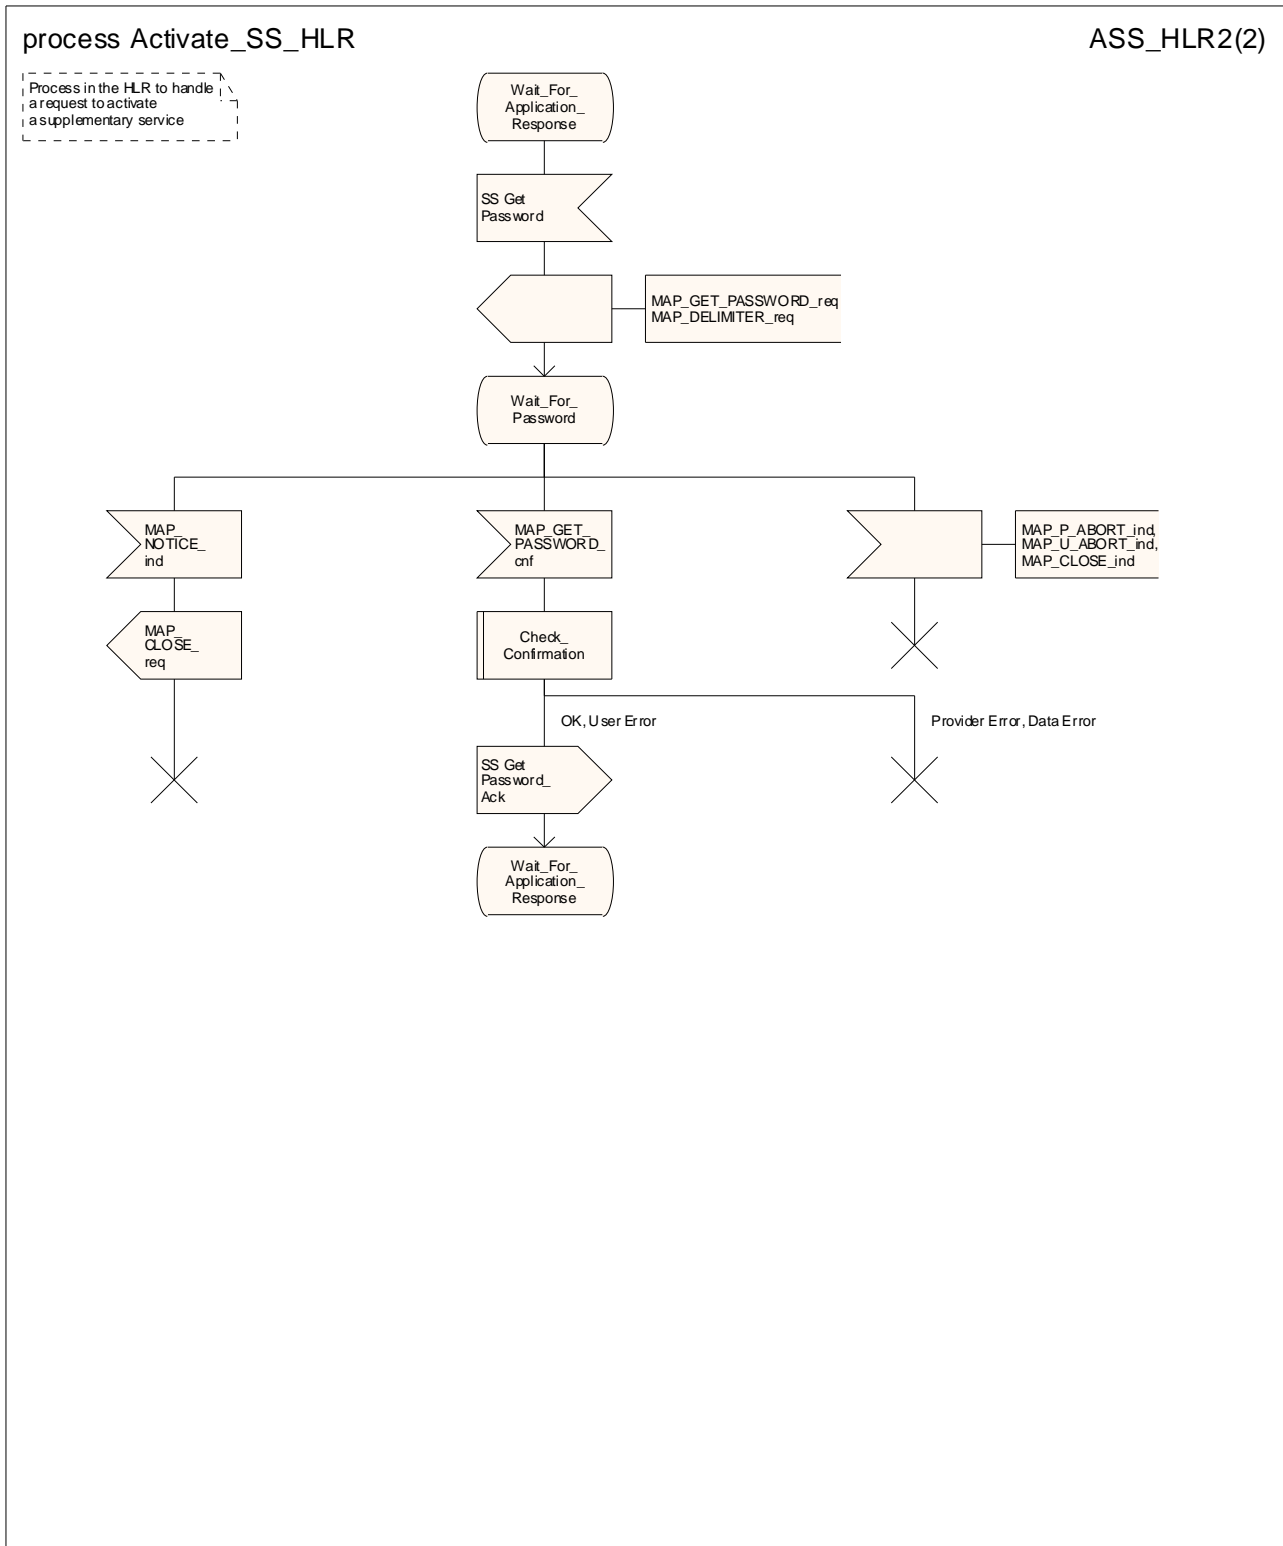 process Activate_SS_HLR
ASS_HLR2(2)
Process in the HLR to handle
a request to activate
a supplementary service
Wait_For_
Application_
Response
SS Get
Password
MAP_GET_PASSWORD_req
MAP_DELIMITER_req
Wait_For_
Password
MAP_
NOTICE_
ind
MAP_GET_
PASSWORD_
cnf
MAP_P_ABORT_ind,
MAP_U_ABORT_ind,
MAP_CLOSE_ind
MAP_
CLOSE_
req
Check_
Confirmation
OK, User Error
Provider Error, Data Error
SS Get
Password_
Ack
Wait_For_
Application_
Response